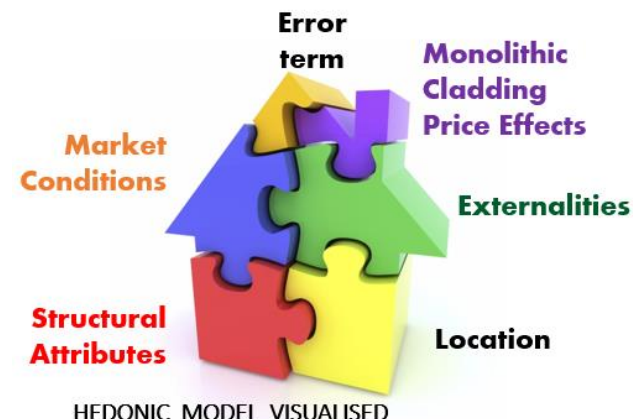 Error
term
Monolithic
Cladding
Price Effects
Market
Conditions
Externalities
Structural
Attributes
Location
HEDONIC MODEL VISUALISED